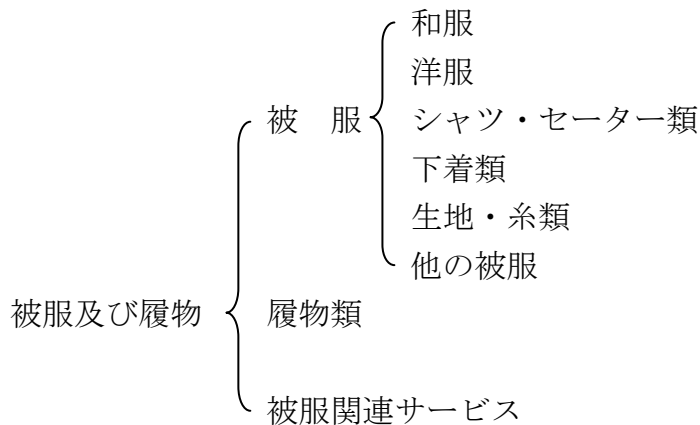 和服
洋服
被　服
シャツ・セーター類
下着類
生地・糸類
他の被服
被服及び履物
履物類
被服関連サービス